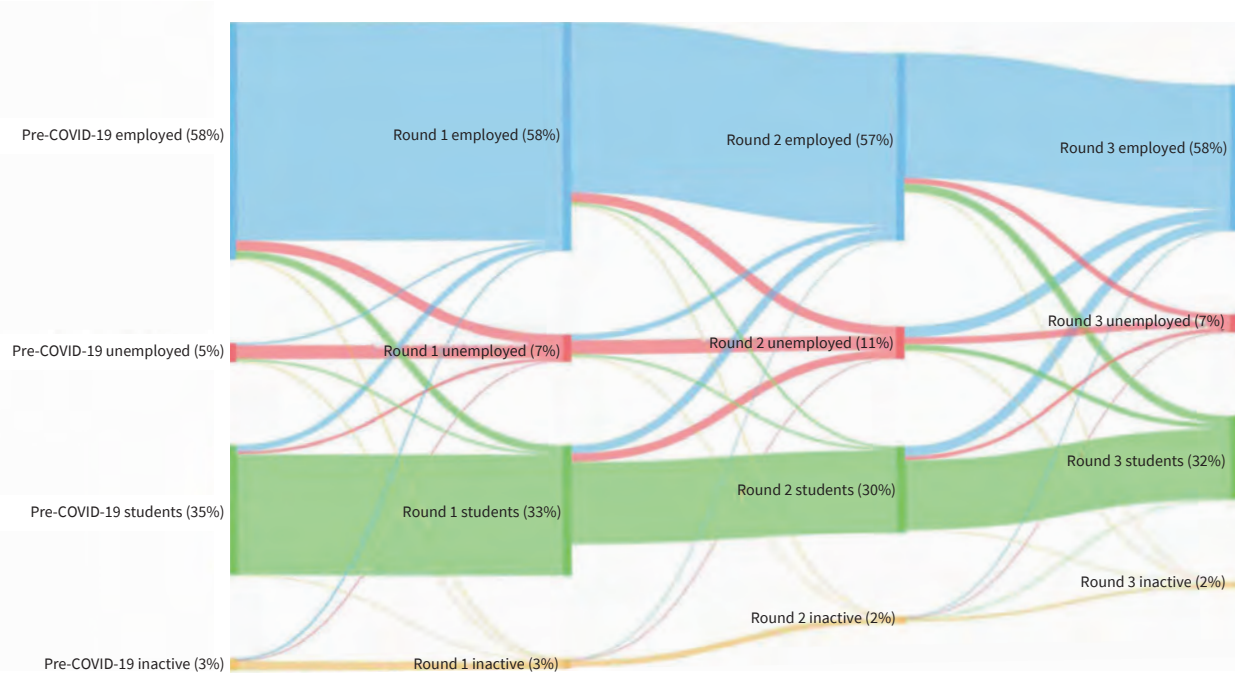 Pre-COVID-19 employed (58%)
Round 1 employed (58%)
Round 2 employed (57%)
Round 3 employed (58%)
Pre-COVID-19 unemployed (5%)
Round 1 unemployed (7%)
Round 2 unemployed (11%)
Round 3 unemployed (7%)
Pre-COVID-19 students (35%)
Round 1 students (33%)
Round 2 students (30%)
Round 3 students (32%)
Pre-COVID-19 inactive (3%)
Round 1 inactive (3%)
Round 2 inactive (2%)
Round 3 inactive (2%)